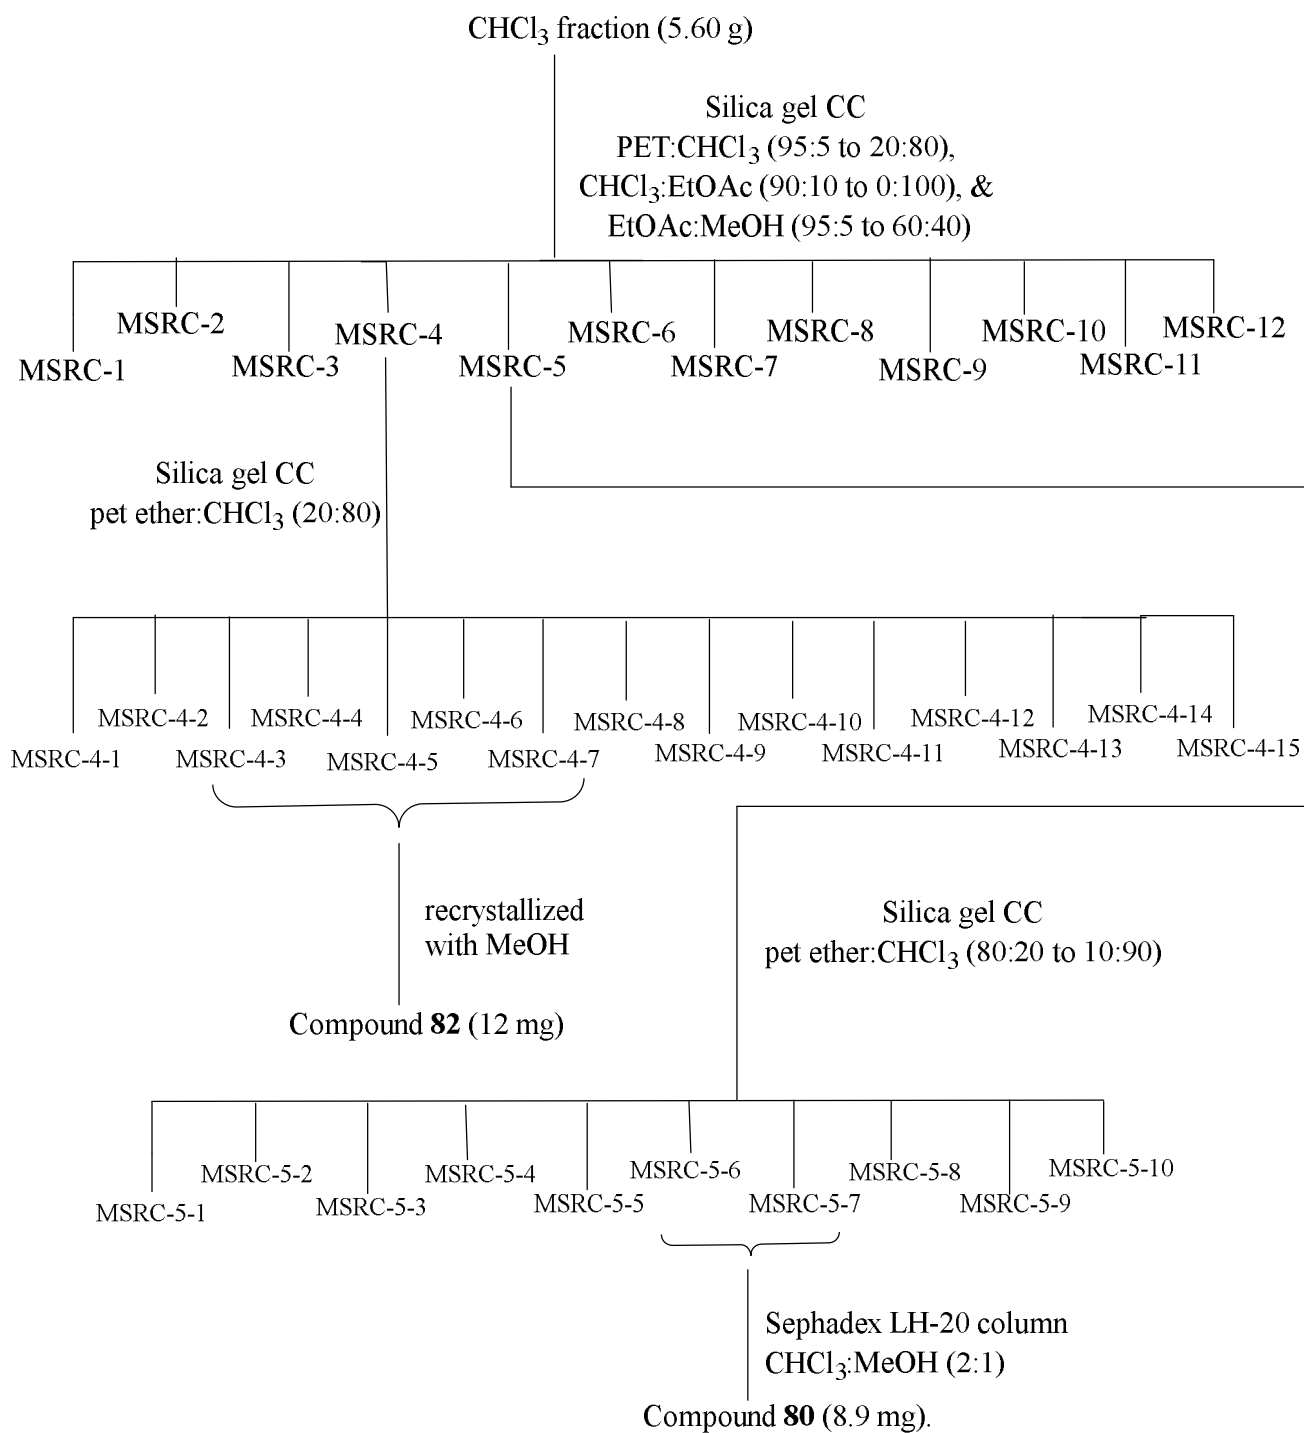 CHCl3 fraction (5.60 g)
Silica gel CC
PET:CHCl3 (95:5 to 20:80),
CHCl3:EtOAc (90:10 to 0:100), &
EtOAc:MeOH (95:5 to 60:40)
MSRC-1
MSRC-2
MSRC-3
MSRC-4
MSRC-5
MSRC-6
MSRC-7
MSRC-8
MSRC-9
MSRC-10
MSRC-11
MSRC-12
Silica gel CC
pet ether:CHCl3 (20:80)
MSRC-4-1
MSRC-4-2
MSRC-4-3
MSRC-4-4
MSRC-4-5
MSRC-4-6
MSRC-4-7
MSRC-4-8
MSRC-4-9
MSRC-4-10
MSRC-4-11
MSRC-4-12
MSRC-4-13
MSRC-4-14
MSRC-4-15
recrystallized
with MeOH
Compound 82 (12 mg)
Silica gel CC
pet ether:CHCl3 (80:20 to 10:90)
MSRC-5-1
MSRC-5-2
MSRC-5-3
MSRC-5-4
MSRC-5-5
MSRC-5-6
MSRC-5-7
MSRC-5-8
MSRC-5-9
MSRC-5-10
Sephadex LH-20 column
CHCl3:MeOH (2:1)
Compound 80 (8.9 mg).